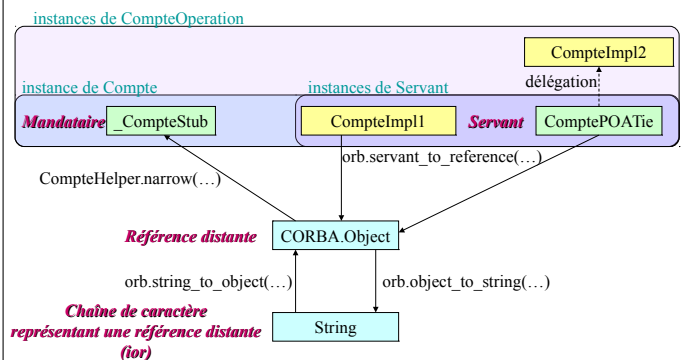 instances de CompteOperation
CompteImpl2
instance de Compte
instances de Servant
délégation
Mandataire
_CompteStub
CompteImpl1
Servant
ComptePOATie
orb.servant_to_reference(…)
CompteHelper.narrow(…)
Référence distante
CORBA.Object
orb.string_to_object(…)
orb.object_to_string(…)
Chaîne de caractère
représentant une référence distante
(ior)
String